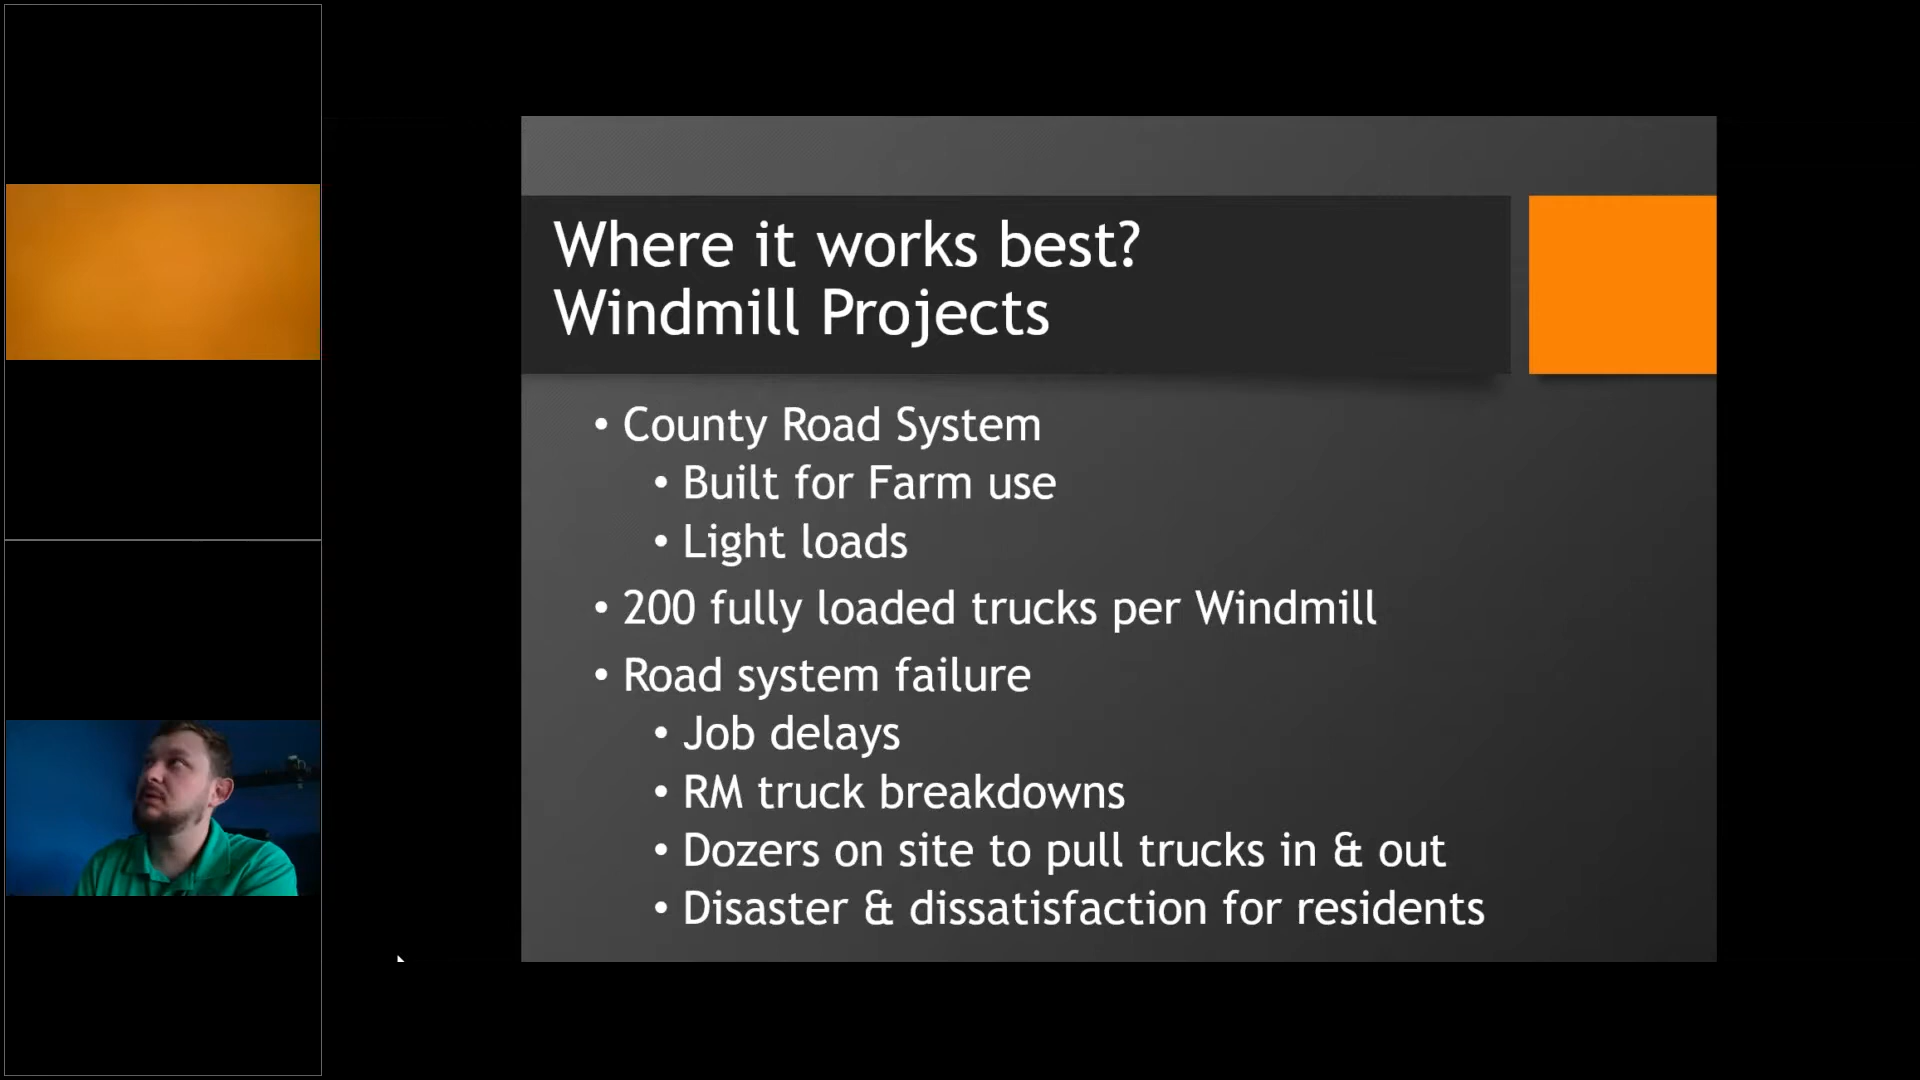 Where it works best?
Windmill Projects
• County Road System
• Built for Farm use
• Light loads
• 200 fully loaded trucks per Windmill
• Road system failure
• Job delays
• RM truck breakdowns
• Dozers on site to pull trucks in & out
• Disaster & dissatisfaction for residents